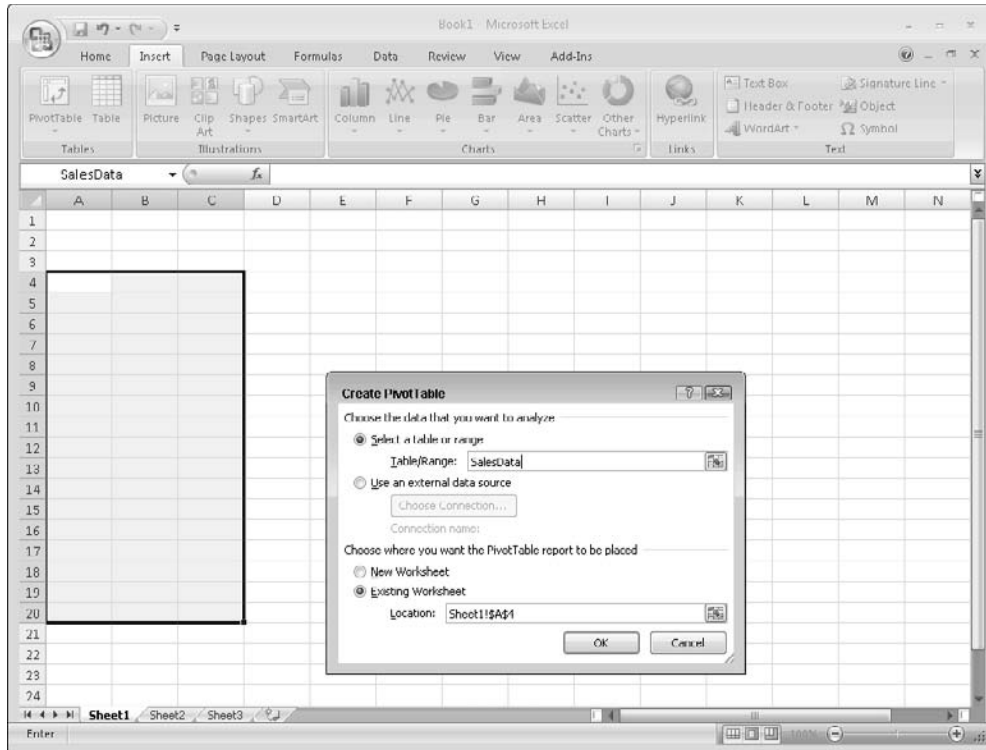 Book1 Microsoft Excel
Home Insert Page Layout Formulas Data Review View Add-Ins
PivotTable Table Picture Clip Art Shapes SmartArt Column Line Pie Bar Area Scatter Other Charts Hyperlink Text Box Header & Footer WordArt Signature Line Object Symbol
Tables Illustrations Charts Links Text
SalesData fx
A B C D E F G H I J K L M N
1
2
3
4
5
6
7
8
9
10
11
12
13
14
15
16
17
18
19
20
21
22
23
24
Create PivotTable
Choose the data that you want to analyze
Select a table or range
Table/Range: SalesData
Use an external data source
Choose Connection...
Connection name:
Choose where you want the PivotTable report to be placed
New Worksheet
Existing Worksheet
Location: Sheet1!$A$4
OK Cancel
Sheet1 Sheet2 Sheet3
Enter 100%